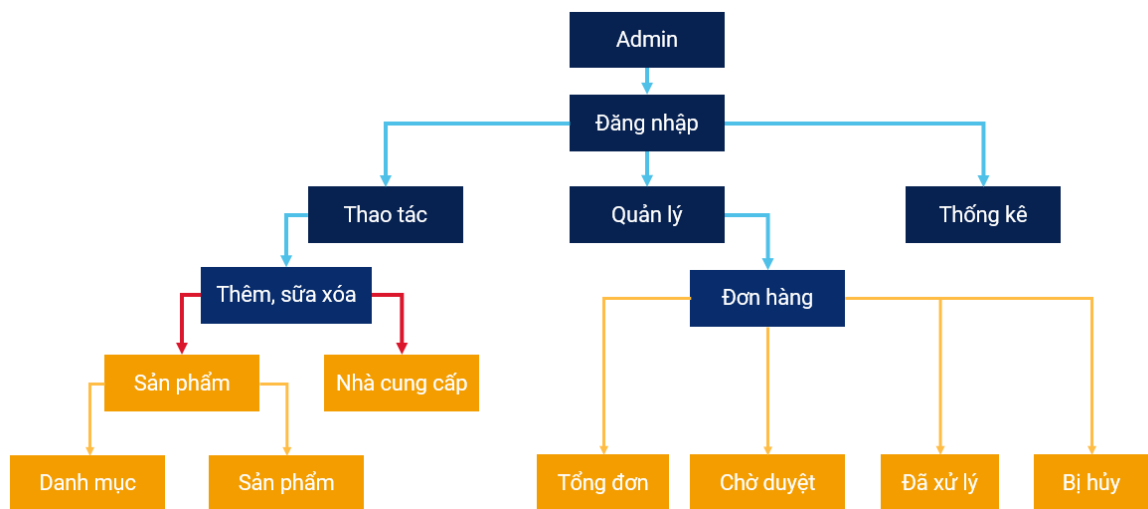 Admin
Đăng nhập
Thao tác
Quản lý
Thống kê
Thêm, sữa xóa
Đơn hàng
Sản phẩm
Nhà cung cấp
Danh mục
Sản phẩm
Tổng đơn
Chờ duyệt
Đã xử lý
Bị hủy